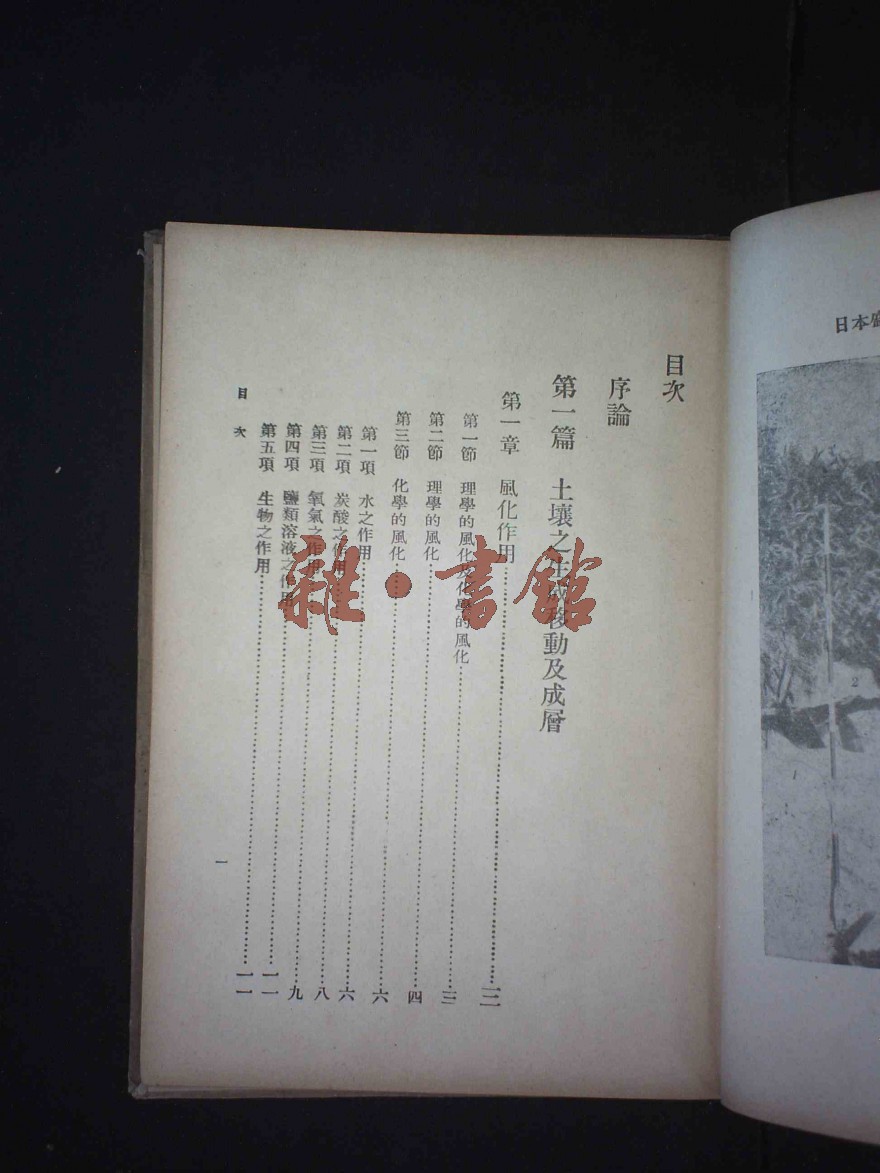 日本
1
2
目次
序論
第一篇 土壤之生成移動及成層
第一章 風化作用……三
第一節 理學的風化及化學的風化……三
第二節 理學的風化……四
第三節 化學的風化……六
第一項 水之作用……六
第二項 炭酸之作用……八
第三項 氧氣之作用……九
第四項 鹽類溶液之作用……一一
第五項 生物之作用……一一
目次
一
雜·書館